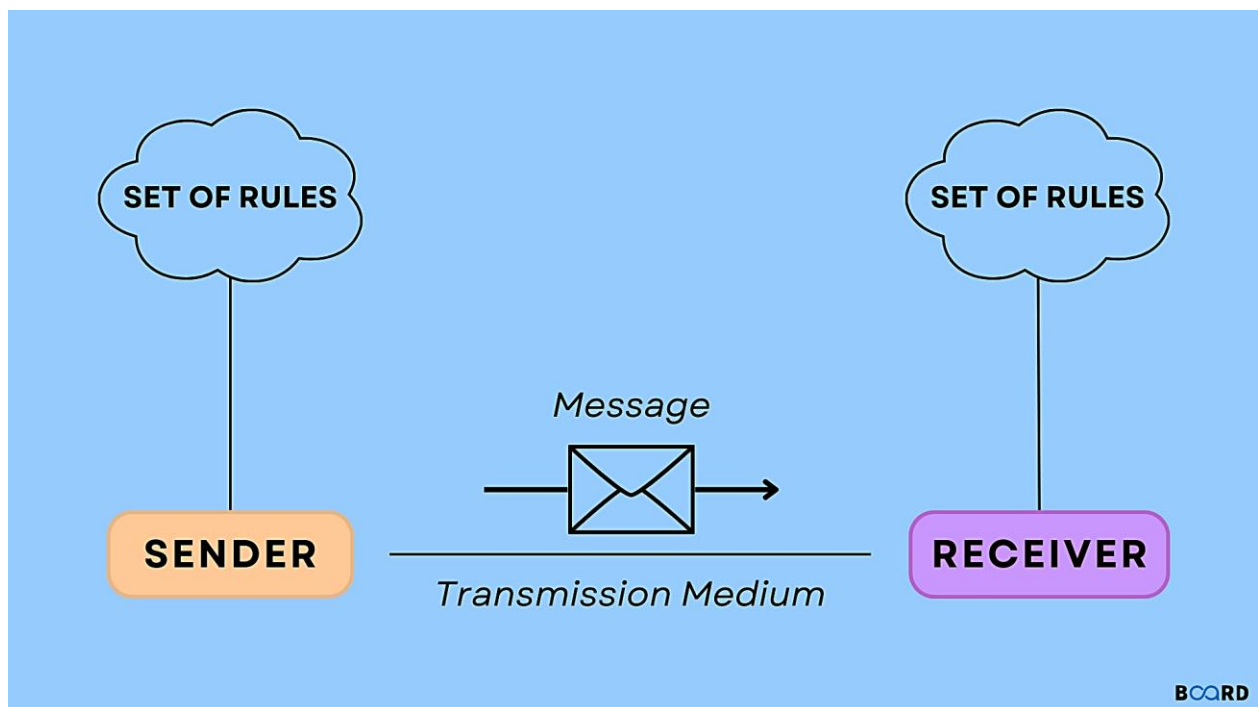 SET OF RULES
SET OF RULES
Message
SENDER
RECEIVER
Transmission Medium
BOARD